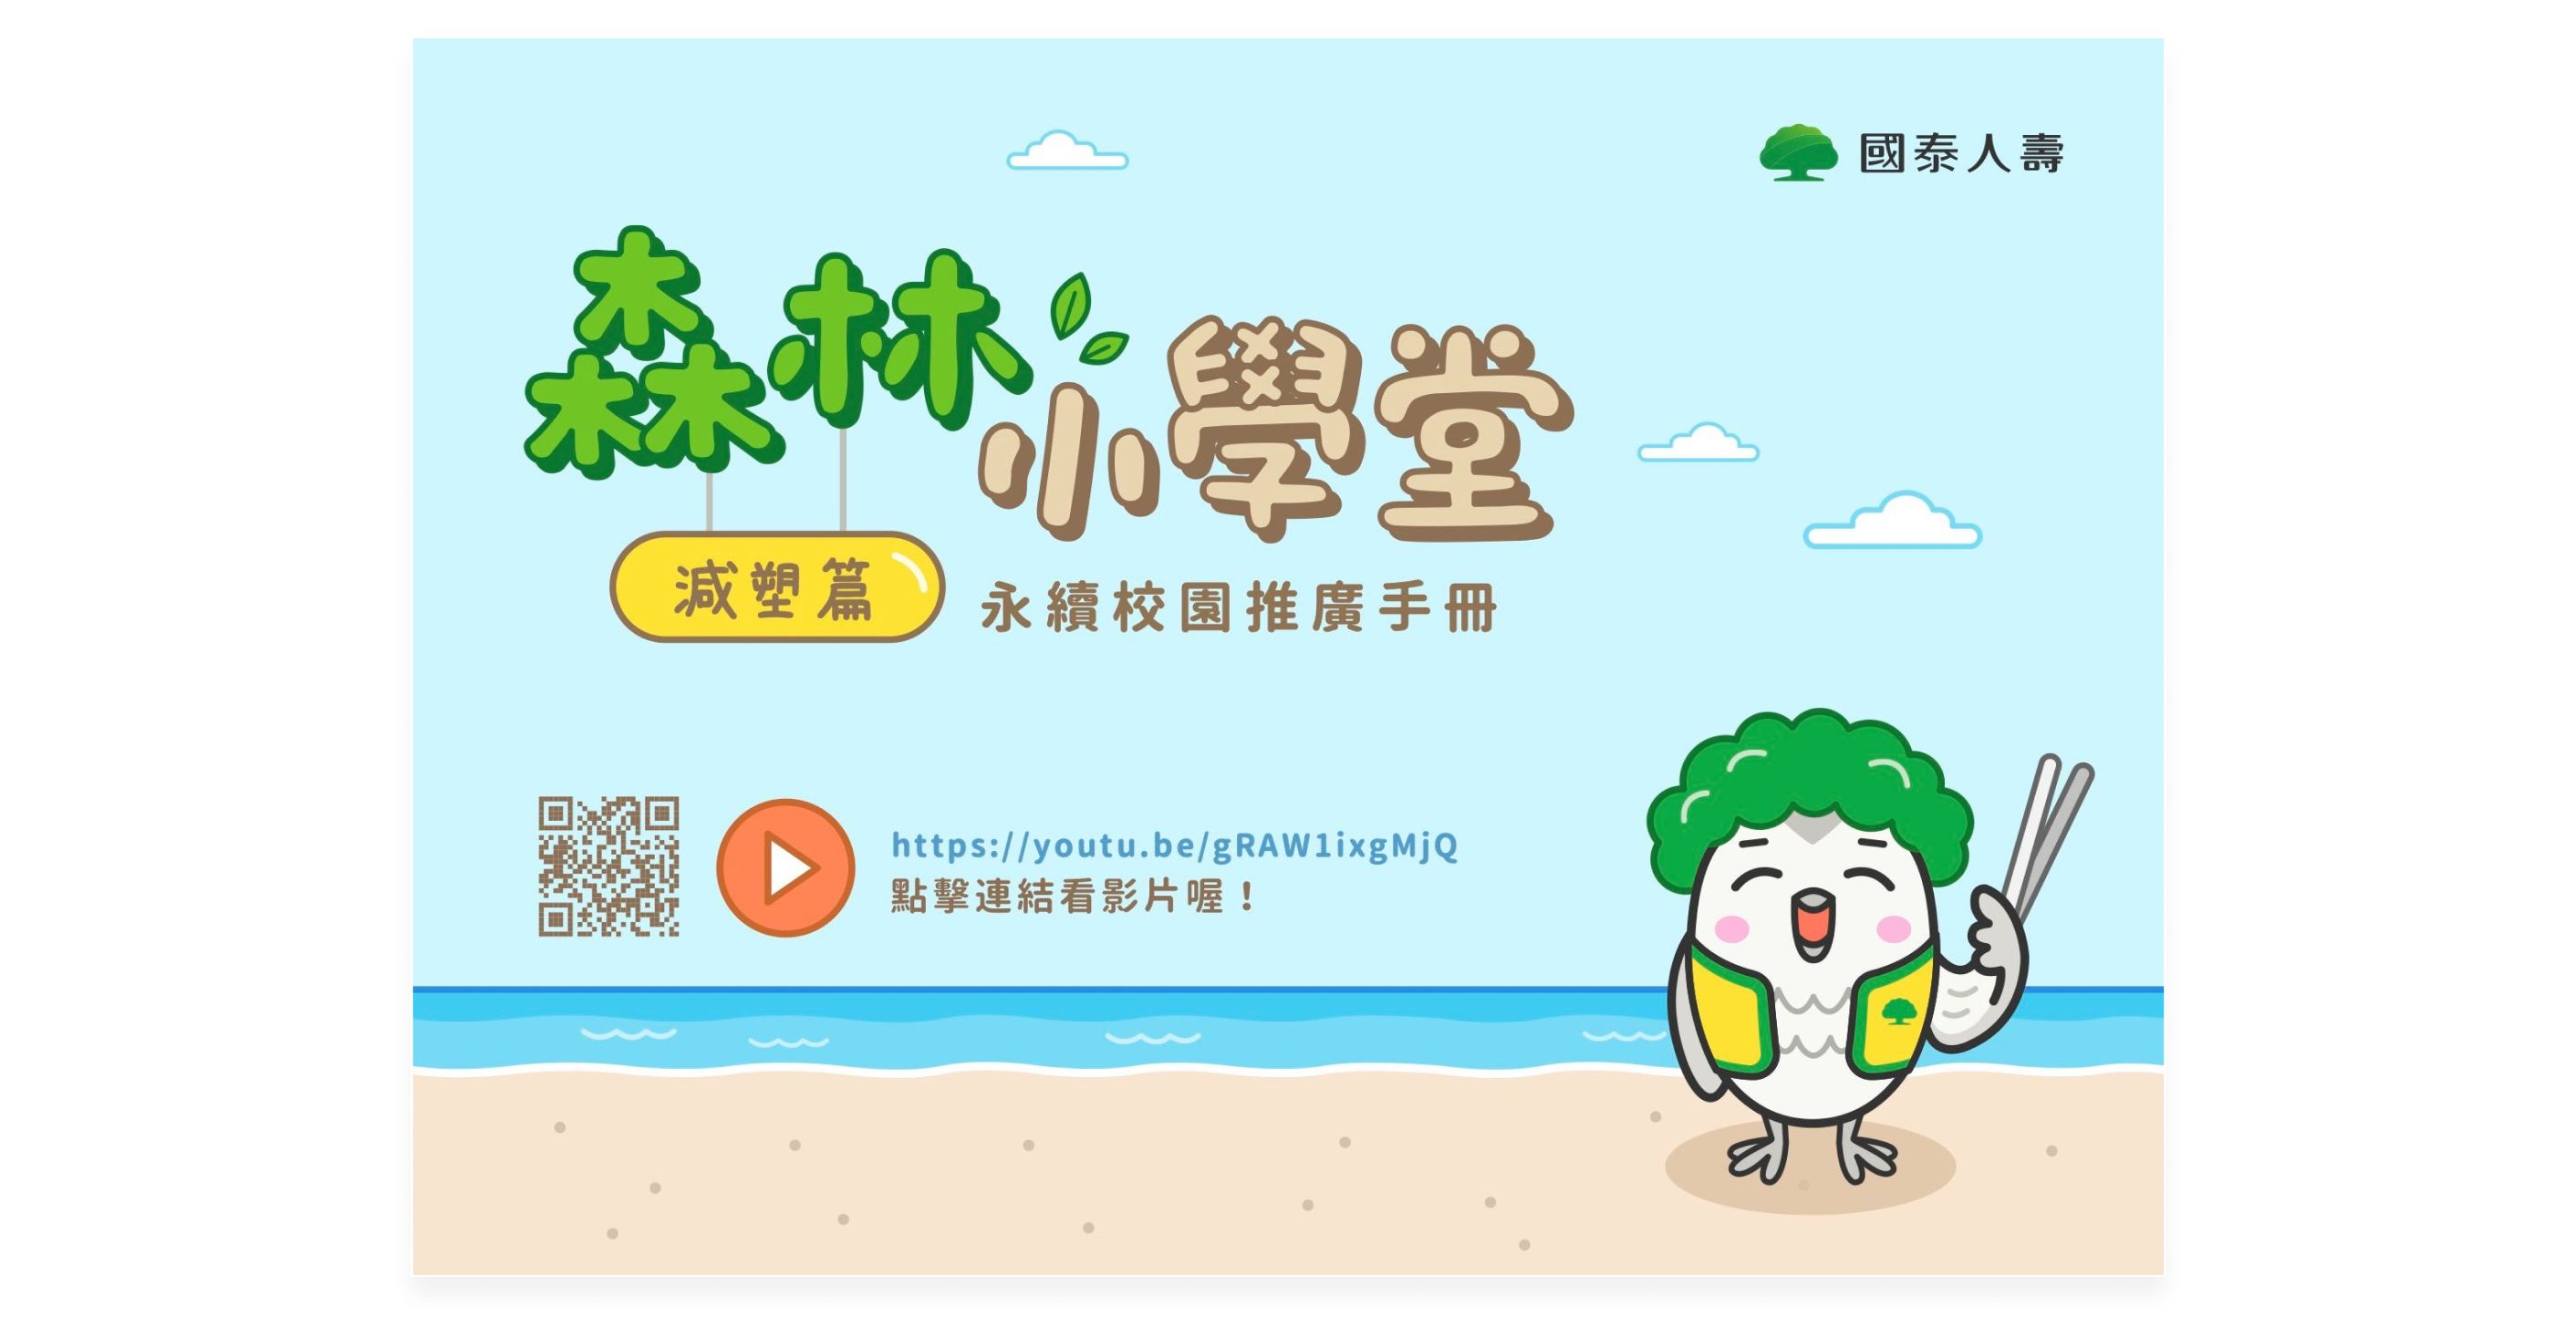 國泰人壽
森林小學堂
減塑篇
永續校園推廣手冊
https://youtu.be/gRAW1ixgMjQ
點擊連結看影片喔！